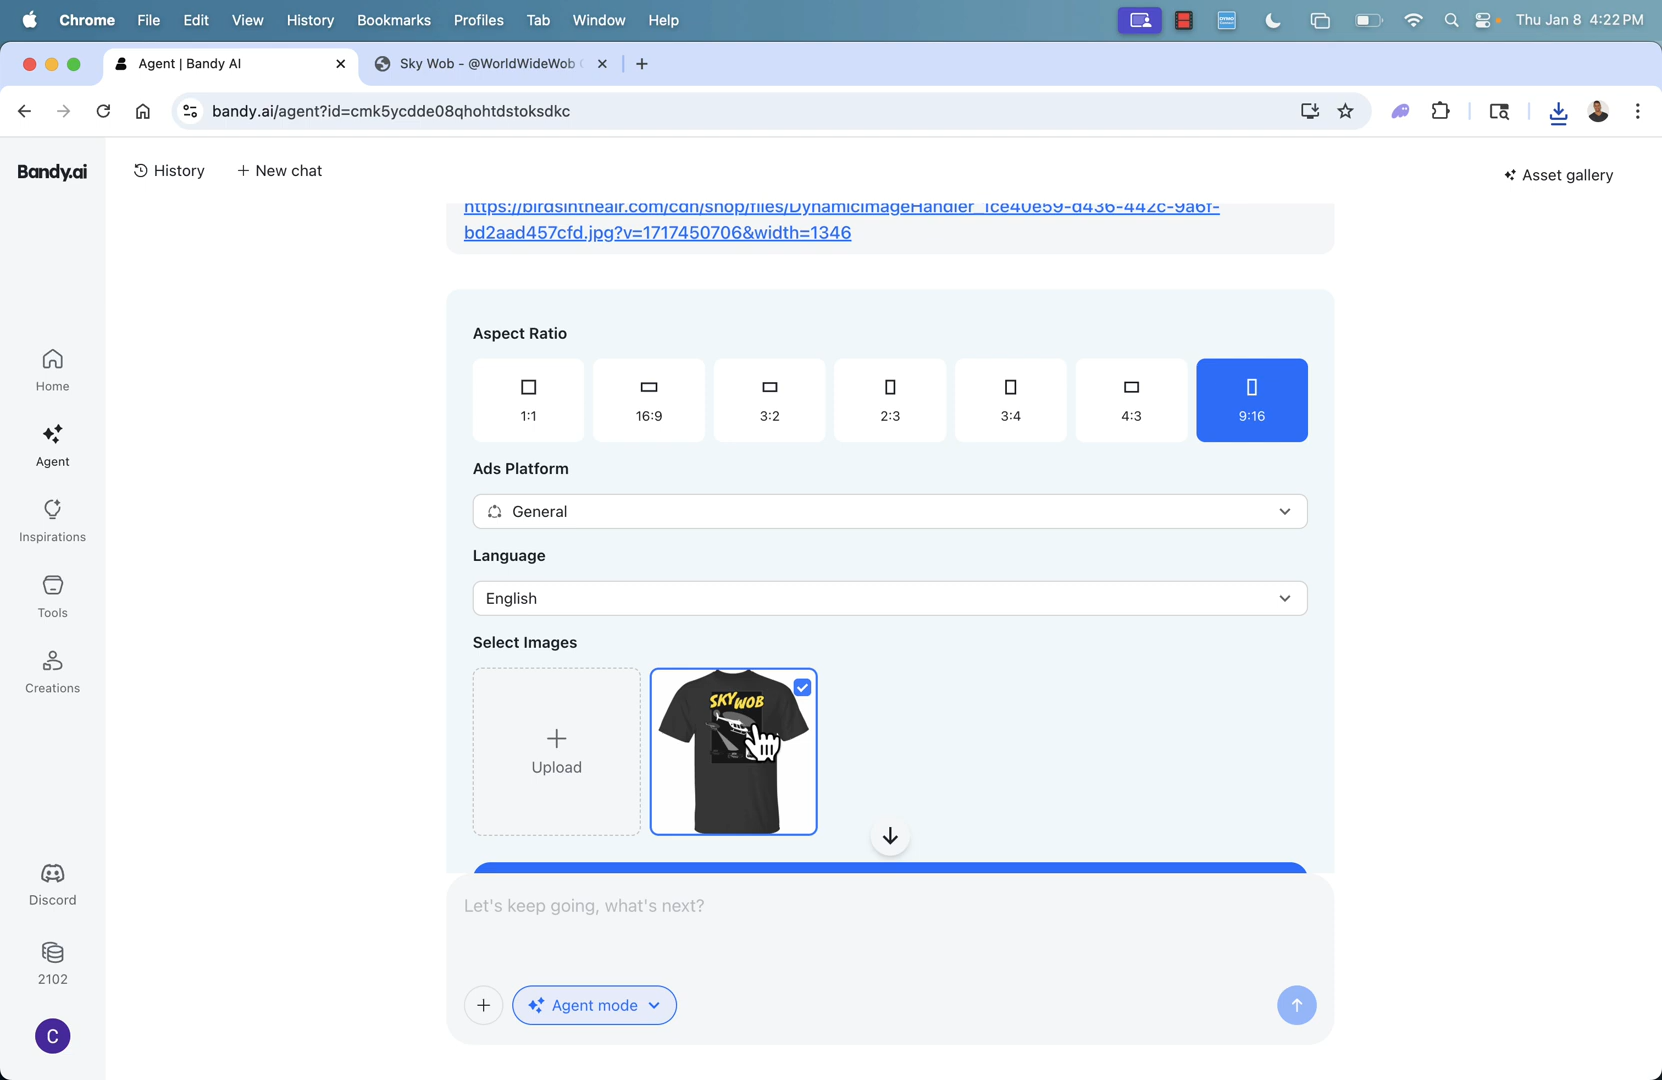 Chrome File Edit View History Bookmarks Profiles Tab Window Help Thu Jan 8 4:22 PM
Agent | Bandy AI Sky Wob - @WorldWideWob
bandy.ai/agent?id=cmk5ycdde08qhohtdstoksdkc
Bandy.ai
History
New chat
Asset gallery
https://birdsintheair.com/cdn/shop/files/DynamicImageHandler_1ce40e59-d436-442c-9a6f-
bd2aad457cfd.jpg?v=1717450706&width=1346
Aspect Ratio
1:1 16:9 3:2 2:3 3:4 4:3 9:16
Ads Platform
General
Language
English
Select Images
Upload
SKY WOB
Let's keep going, what's next?
Agent mode
Home
Agent
Inspirations
Tools
Creations
Discord
2102
C